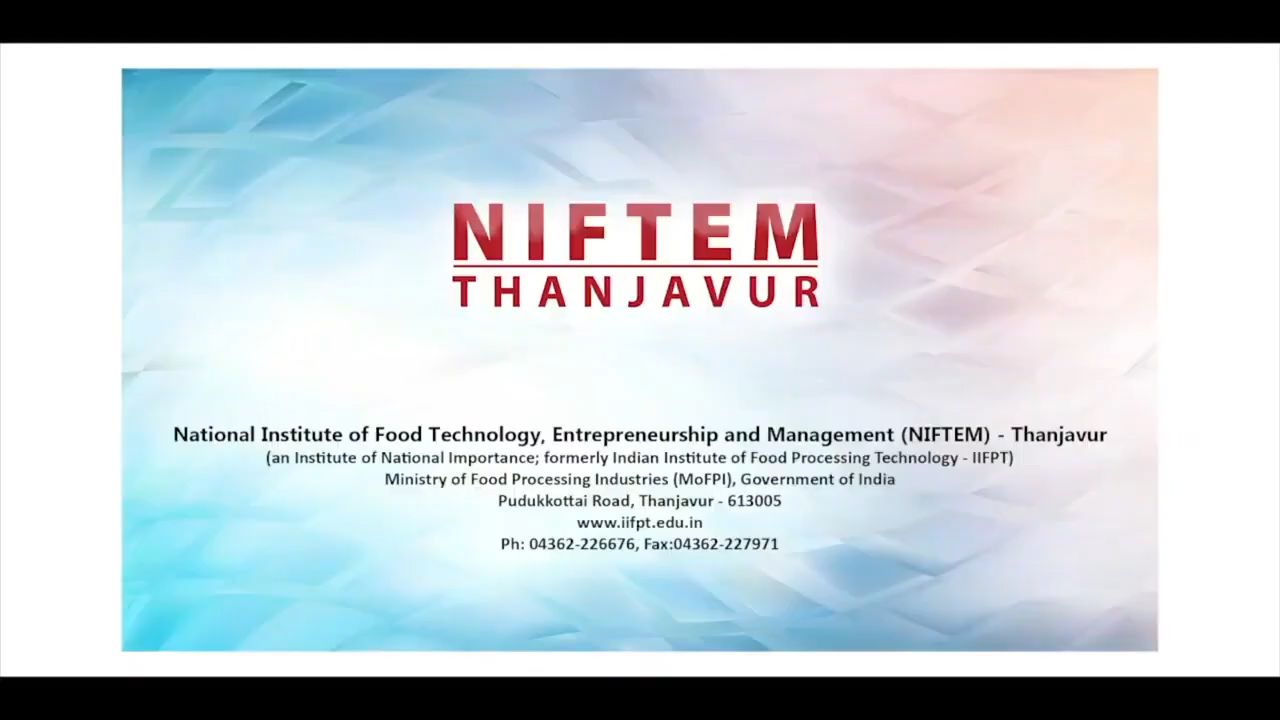 NIFTEM
THANJAVUR
National Institute of Food Technology, Entrepreneurship and Management (NIFTEM) - Thanjavur
(an Institute of National Importance; formerly Indian Institute of Food Processing Technology - IIFPT)
Ministry of Food Processing Industries (MoFPI), Government of India
Pudukkottai Road, Thanjavur - 613005
www.iifpt.edu.in
Ph: 04362-226676, Fax:04362-227971